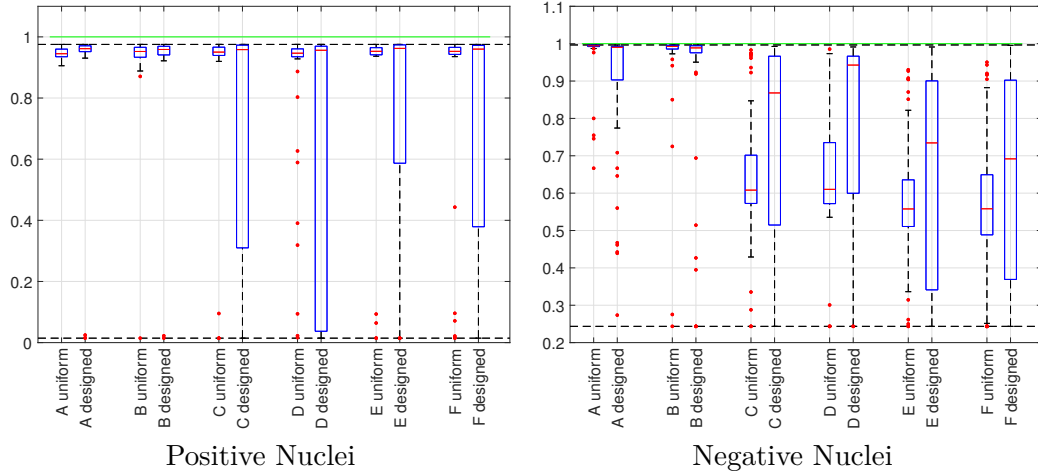 1
0.8
0.6
0.4
0.2
0
A uniform
A designed
B uniform
B designed
C uniform
C designed
D uniform
D designed
E uniform
E designed
F uniform
F designed
Positive Nuclei
1.1
1
0.9
0.8
0.7
0.6
0.5
0.4
0.3
0.2
A uniform
A designed
B uniform
B designed
C uniform
C designed
D uniform
D designed
E uniform
E designed
F uniform
F designed
Negative Nuclei